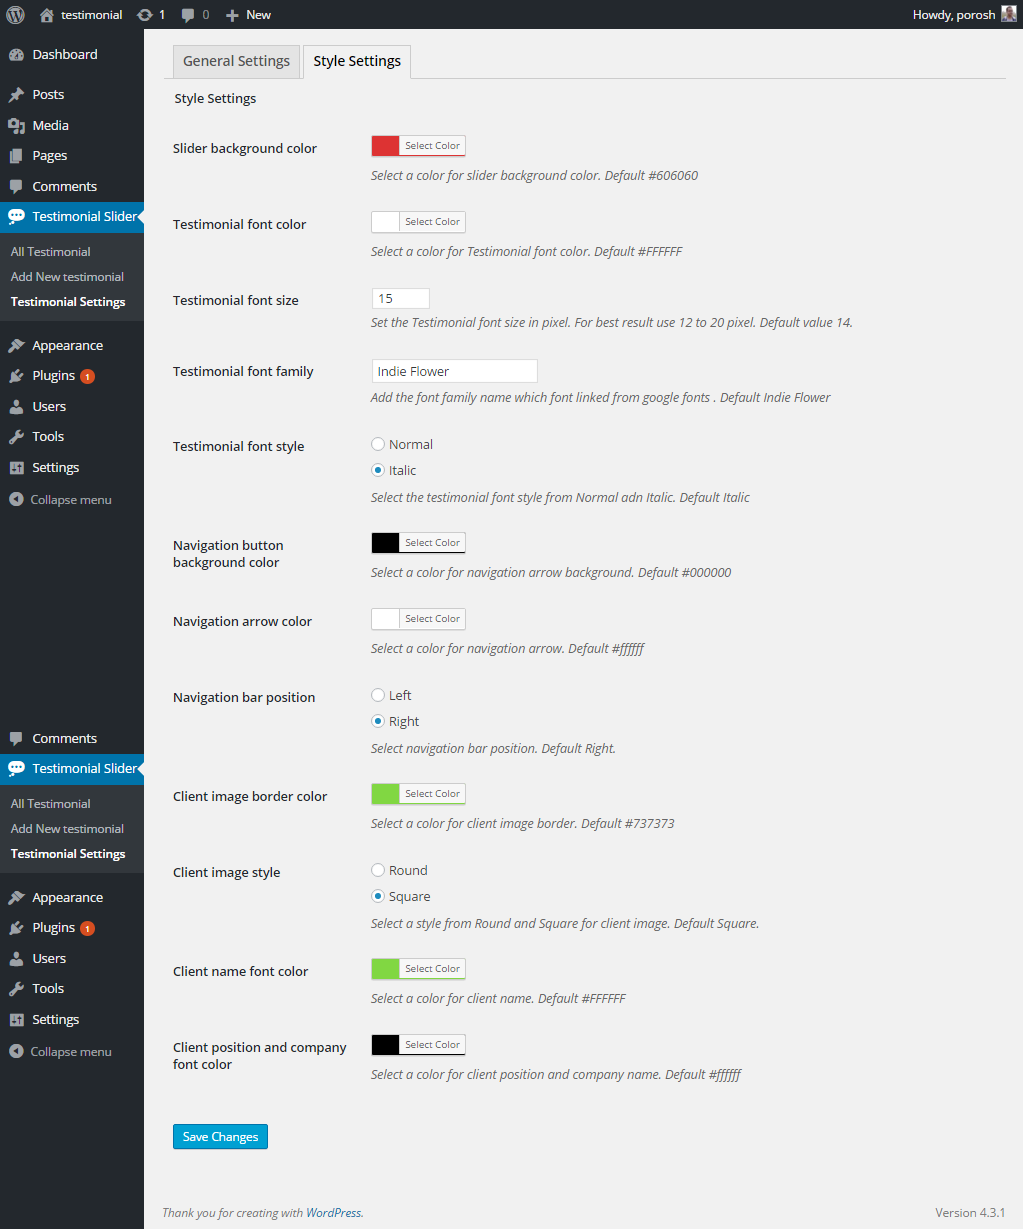 testimonial 1 0 New Howdy, porosh
Dashboard
Posts
Media
Pages
Comments
Testimonial Slider
All Testimonial
Add New testimonial
Testimonial Settings
Appearance
Plugins 1
Users
Tools
Settings
Collapse menu
Comments
Testimonial Slider
All Testimonial
Add New testimonial
Testimonial Settings
Appearance
Plugins 1
Users
Tools
Settings
Collapse menu
General Settings Style Settings
Style Settings
Slider background color Select Color
Select a color for slider background color. Default #606060
Testimonial font color Select Color
Select a color for Testimonial font color. Default #FFFFFF
Testimonial font size 15
Set the Testimonial font size in pixel. For best result use 12 to 20 pixel. Default value 14.
Testimonial font family Indie Flower
Add the font family name which font linked from google fonts . Default Indie Flower
Testimonial font style Normal
Italic
Select the testimonial font style from Normal adn Italic. Default Italic
Navigation button Select Color
background color
Select a color for navigation arrow background. Default #000000
Navigation arrow color Select Color
Select a color for navigation arrow. Default #ffffff
Navigation bar position Left
Right
Select navigation bar position. Default Right.
Client image border color Select Color
Select a color for client image border. Default #737373
Client image style Round
Square
Select a style from Round and Square for client image. Default Square.
Client name font color Select Color
Select a color for client name. Default #FFFFFF
Client position and company Select Color
font color
Select a color for client position and company name. Default #ffffff
Save Changes
Thank you for creating with WordPress. Version 4.3.1